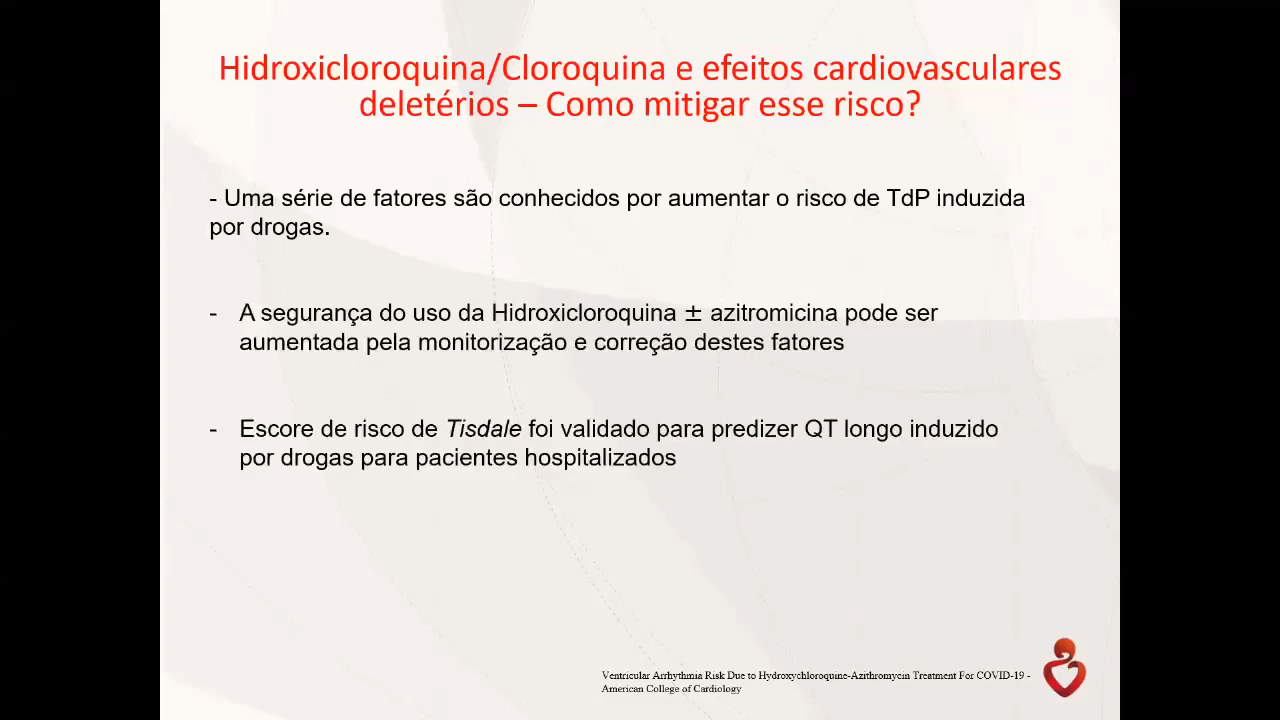 Hidroxicloroquina/Cloroquina e efeitos cardiovasculares
deletérios – Como mitigar esse risco?
- Uma série de fatores são conhecidos por aumentar o risco de TdP induzida
por drogas.
- A segurança do uso da Hidroxicloroquina ± azitromicina pode ser
aumentada pela monitorização e correção destes fatores
- Escore de risco de Tisdale foi validado para predizer QT longo induzido
por drogas para pacientes hospitalizados
Ventricular Arrhythmia Risk Due to Hydroxychloroquine-Azithromycin Treatment For COVID-19 -
American College of Cardiology